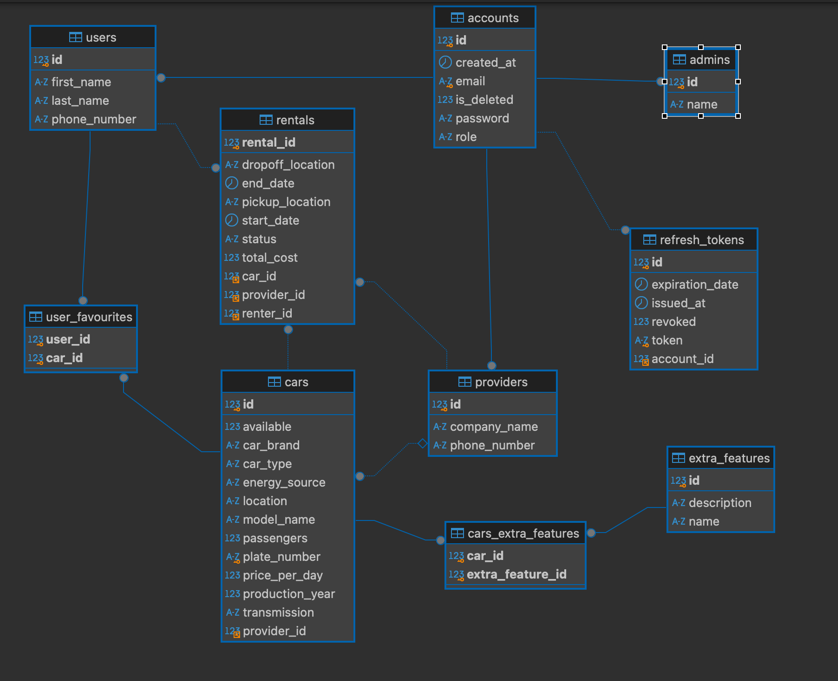 users
123 id
A-Z first_name
A-Z last_name
A-Z phone_number
accounts
123 id
created_at
A-Z email
123 is_deleted
A-Z password
A-Z role
admins
123 id
A-Z name
rentals
123 rental_id
A-Z dropoff_location
end_date
A-Z pickup_location
start_date
A-Z status
123 total_cost
123 car_id
123 provider_id
123 renter_id
refresh_tokens
123 id
expiration_date
issued_at
123 revoked
A-Z token
123 account_id
user_favourites
123 user_id
123 car_id
cars
123 id
123 available
A-Z car_brand
A-Z car_type
A-Z energy_source
A-Z location
A-Z model_name
123 passengers
A-Z plate_number
123 price_per_day
123 production_year
A-Z transmission
123 provider_id
providers
123 id
A-Z company_name
A-Z phone_number
extra_features
123 id
A-Z description
A-Z name
cars_extra_features
123 car_id
123 extra_feature_id